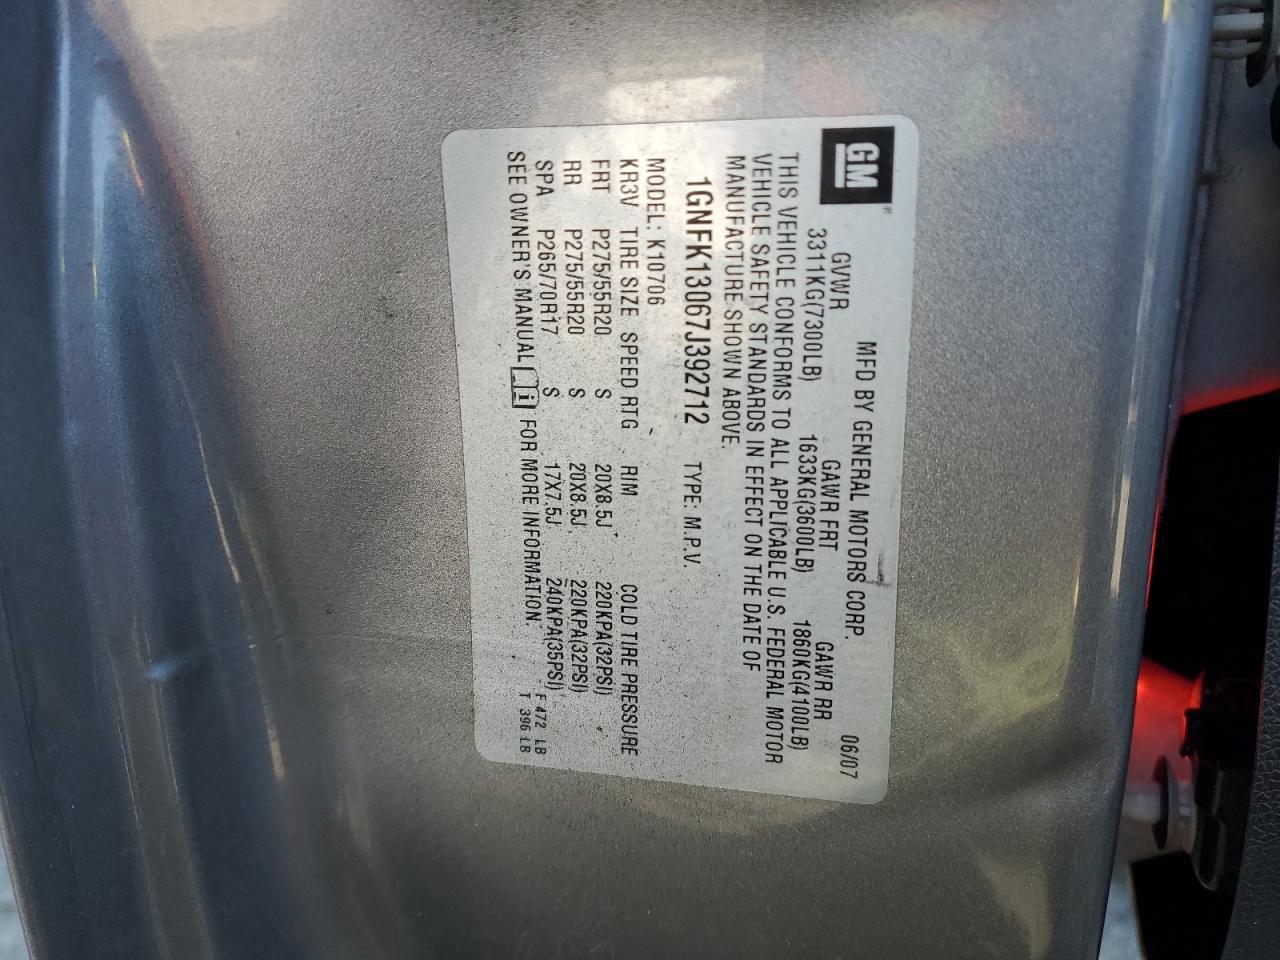 GM
MFD BY GENERAL MOTORS CORP. 06/07
GVWR GAWR FRT GAWR RR
3311KG(7300LB) 1633KG(3600LB) 1860KG(4100LB)
THIS VEHICLE CONFORMS TO ALL APPLICABLE U.S. FEDERAL MOTOR
VEHICLE SAFETY STANDARDS IN EFFECT ON THE DATE OF
MANUFACTURE SHOWN ABOVE.
1GNFK13067J392712 TYPE: M.P.V.
MODEL: K10706
KR3V TIRE SIZE SPEED RTG RIM COLD TIRE PRESSURE
FRT P275/55R20 S 20X8.5J 220KPA(32PSI)
RR P275/55R20 S 20X8.5J 220KPA(32PSI)
SPA P265/70R17 S 17X7.5J 240KPA(35PSI) F 472 LB
SEE OWNER'S MANUAL i FOR MORE INFORMATION. T 396 LB